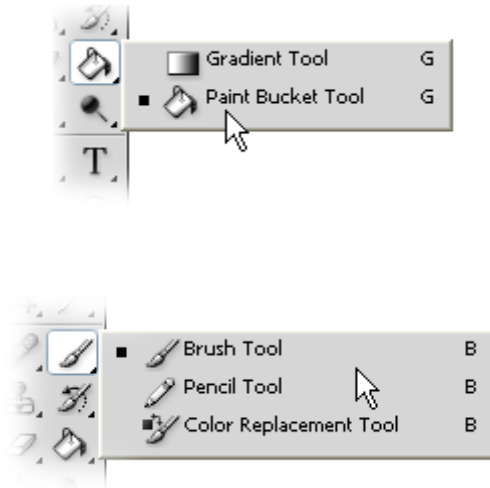 Gradient Tool G
Paint Bucket Tool G
T
Brush Tool B
Pencil Tool B
Color Replacement Tool B